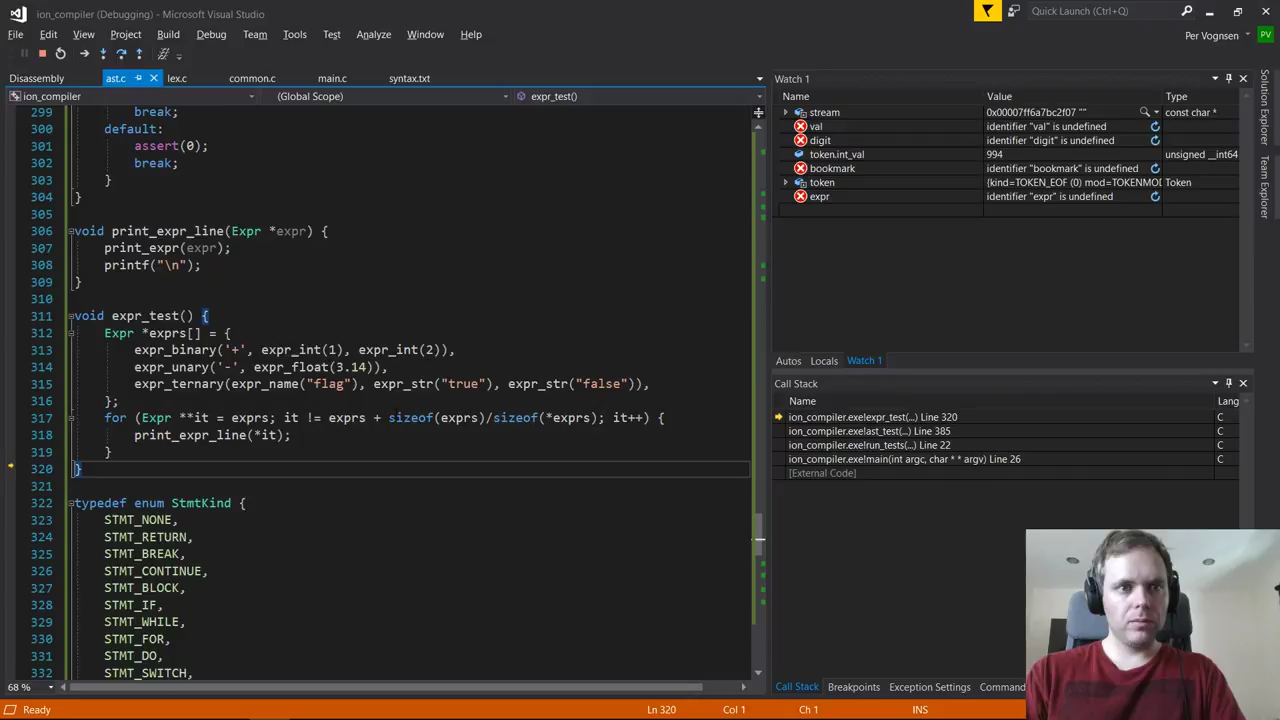 ion_compiler (Debugging) - Microsoft Visual Studio
Quick Launch (Ctrl+Q)
File Edit View Project Build Debug Team Tools Test Analyze Window Help
Per Vognsen PV
Disassembly ast.c lex.c common.c main.c syntax.txt
ion_compiler (Global Scope) expr_test()
299 break;
300 default:
301 assert(0);
302 break;
303 }
304 }
305
306 void print_expr_line(Expr *expr) {
307 print_expr(expr);
308 printf("\n");
309 }
310
311 void expr_test() {
312 Expr *exprs[] = {
313 expr_binary('+', expr_int(1), expr_int(2)),
314 expr_unary('-', expr_float(3.14)),
315 expr_ternary(expr_name("flag"), expr_str("true"), expr_str("false")),
316 };
317 for (Expr **it = exprs; it != exprs + sizeof(exprs)/sizeof(*exprs); it++) {
318 print_expr_line(*it);
319 }
320 }
321
322 typedef enum StmtKind {
323 STMT_NONE,
324 STMT_RETURN,
325 STMT_BREAK,
326 STMT_CONTINUE,
327 STMT_BLOCK,
328 STMT_IF,
329 STMT_WHILE,
330 STMT_FOR,
331 STMT_DO,
332 STMT_SWITCH,
68 %
Watch 1
Name Value Type
stream 0x00007ff6a7bc2f07 "" const char *
val identifier "val" is undefined
digit identifier "digit" is undefined
token.int_val 994 unsigned __int64
bookmark identifier "bookmark" is undefined
token {kind=TOKEN_EOF (0) mod=TOKENMOD Token
expr identifier "expr" is undefined
Autos Locals Watch 1
Call Stack
Name Lang
ion_compiler.exe!expr_test(...) Line 320 C
ion_compiler.exe!ast_test(...) Line 385 C
ion_compiler.exe!run_tests(...) Line 22 C
ion_compiler.exe!main(int argc, char * * argv) Line 26 C
[External Code]
Call Stack Breakpoints Exception Settings Command
Solution Explorer
Team Explorer
Ready Ln 320 Col 1 Ch 1 INS